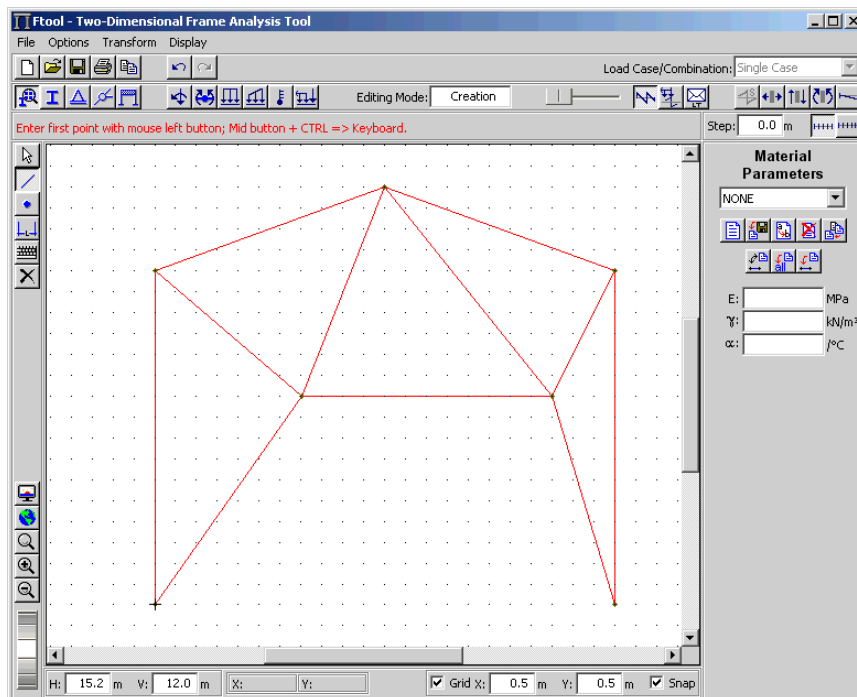 Ftool - Two-Dimensional Frame Analysis Tool
File Options Transform Display
Load Case/Combination: Single Case
Editing Mode: Creation
Enter first point with mouse left button; Mid button + CTRL => Keyboard.
Step: 0.0 m
Material
Parameters
NONE
E: MPa
γ: kN/m³
α: /°C
H: 15.2 m V: 12.0 m X: Y: Grid X: 0.5 m Y: 0.5 m Snap